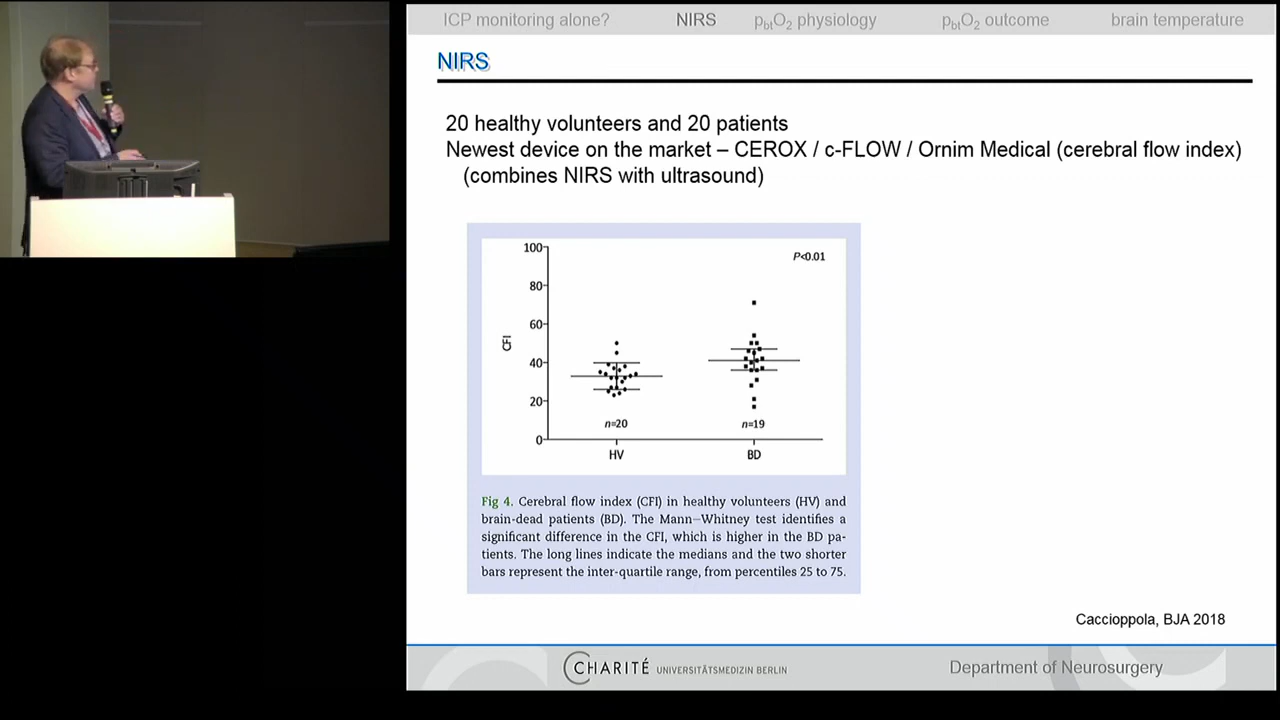 ICP monitoring alone? NIRS pbtO2 physiology pbtO2 outcome brain temperature
NIRS
20 healthy volunteers and 20 patients
Newest device on the market – CEROX / c-FLOW / Ornim Medical (cerebral flow index)
(combines NIRS with ultrasound)
100
P<0.01
80
60
CFI
40
20
n=20 n=19
0
HV BD
Fig 4. Cerebral flow index (CFI) in healthy volunteers (HV) and
brain-dead patients (BD). The Mann–Whitney test identifies a
significant difference in the CFI, which is higher in the BD pa-
tients. The long lines indicate the medians and the two shorter
bars represent the inter-quartile range, from percentiles 25 to 75.
Caccioppola, BJA 2018
CHARITÉ UNIVERSITÄTSMEDIZIN BERLIN Department of Neurosurgery